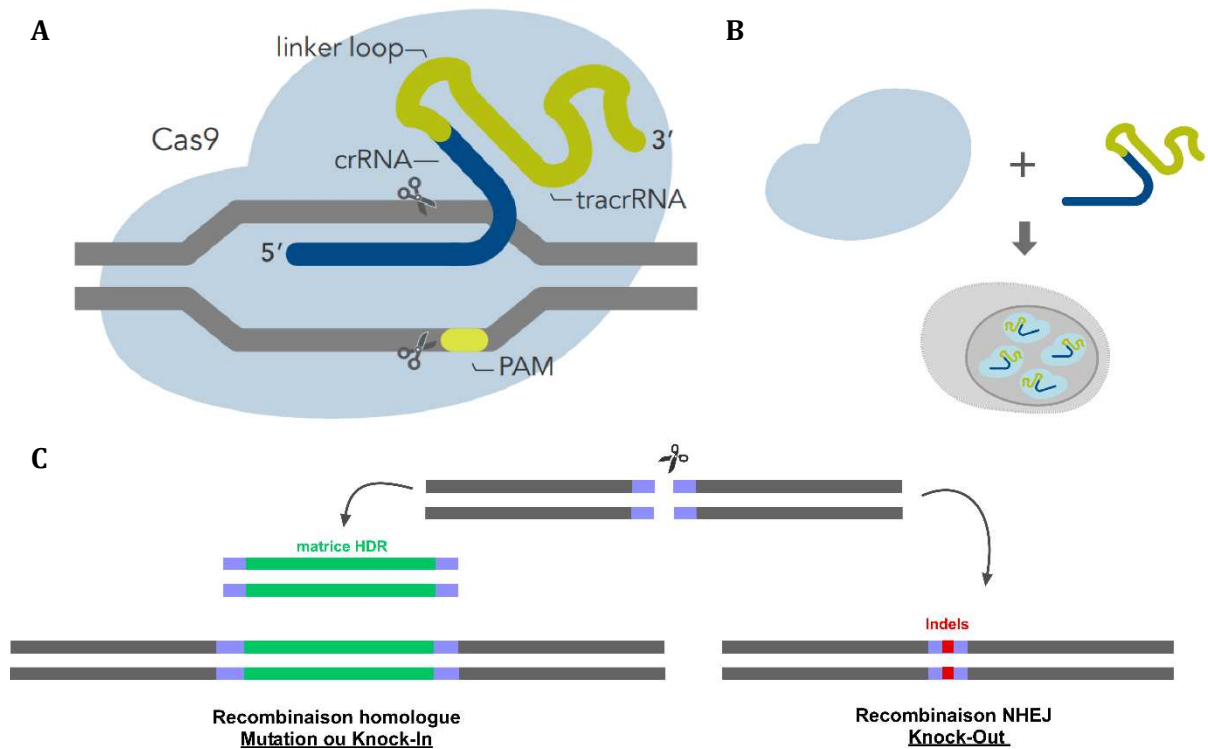 A
linker loop
Cas9
crRNA
3'
tracrRNA
5'
PAM
B
+
C
matrice HDR
Indels
Recombinaison homologue
Mutation ou Knock-In
Recombinaison NHEJ
Knock-Out